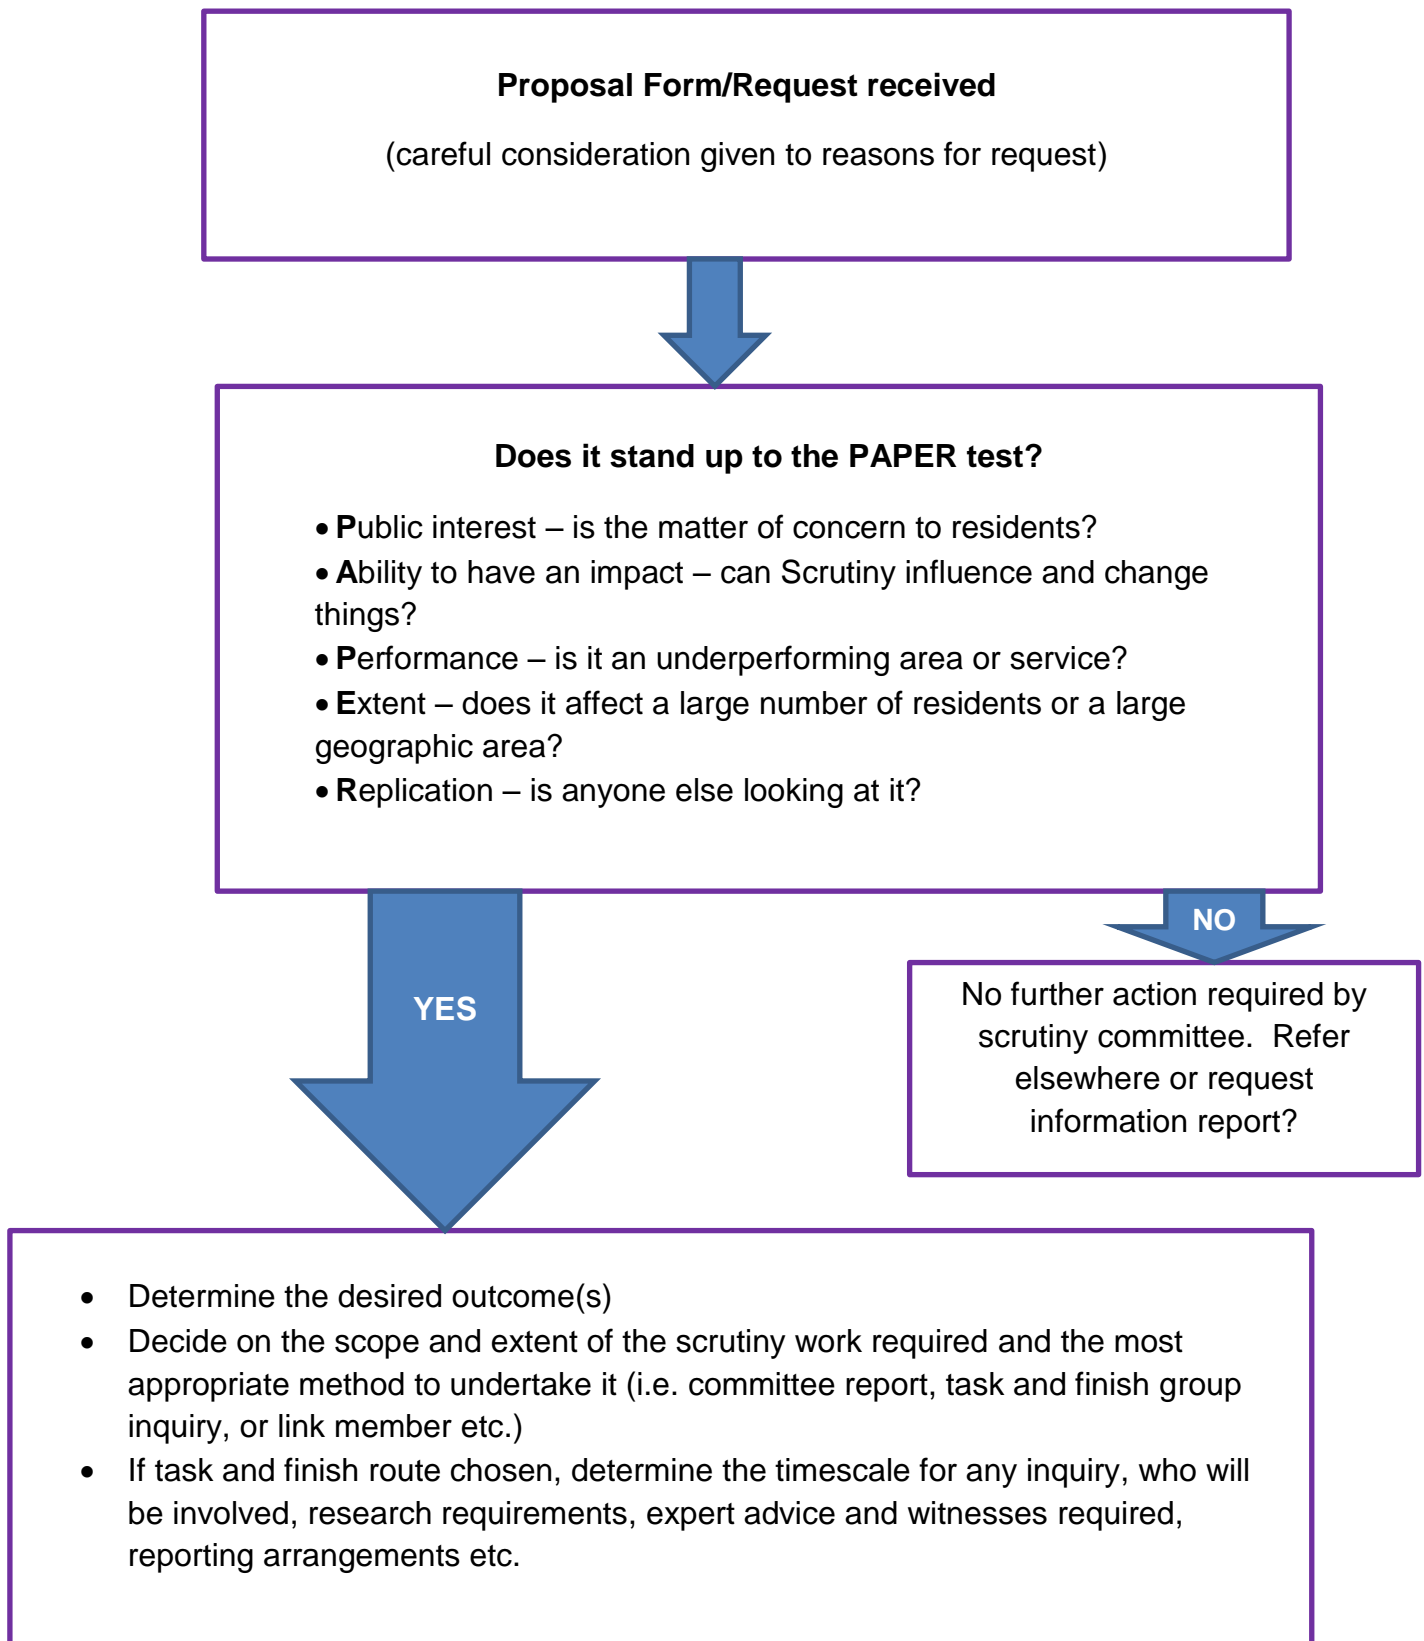 Proposal Form/Request received
(careful consideration given to reasons for request)
Does it stand up to the PAPER test?
• Public interest – is the matter of concern to residents?
• Ability to have an impact – can Scrutiny influence and change
things?
• Performance – is it an underperforming area or service?
• Extent – does it affect a large number of residents or a large
geographic area?
• Replication – is anyone else looking at it?
NO
YES
No further action required by
scrutiny committee.  Refer
elsewhere or request
information report?
• Determine the desired outcome(s)
• Decide on the scope and extent of the scrutiny work required and the most
appropriate method to undertake it (i.e. committee report, task and finish group
inquiry, or link member etc.)
• If task and finish route chosen, determine the timescale for any inquiry, who will
be involved, research requirements, expert advice and witnesses required,
reporting arrangements etc.